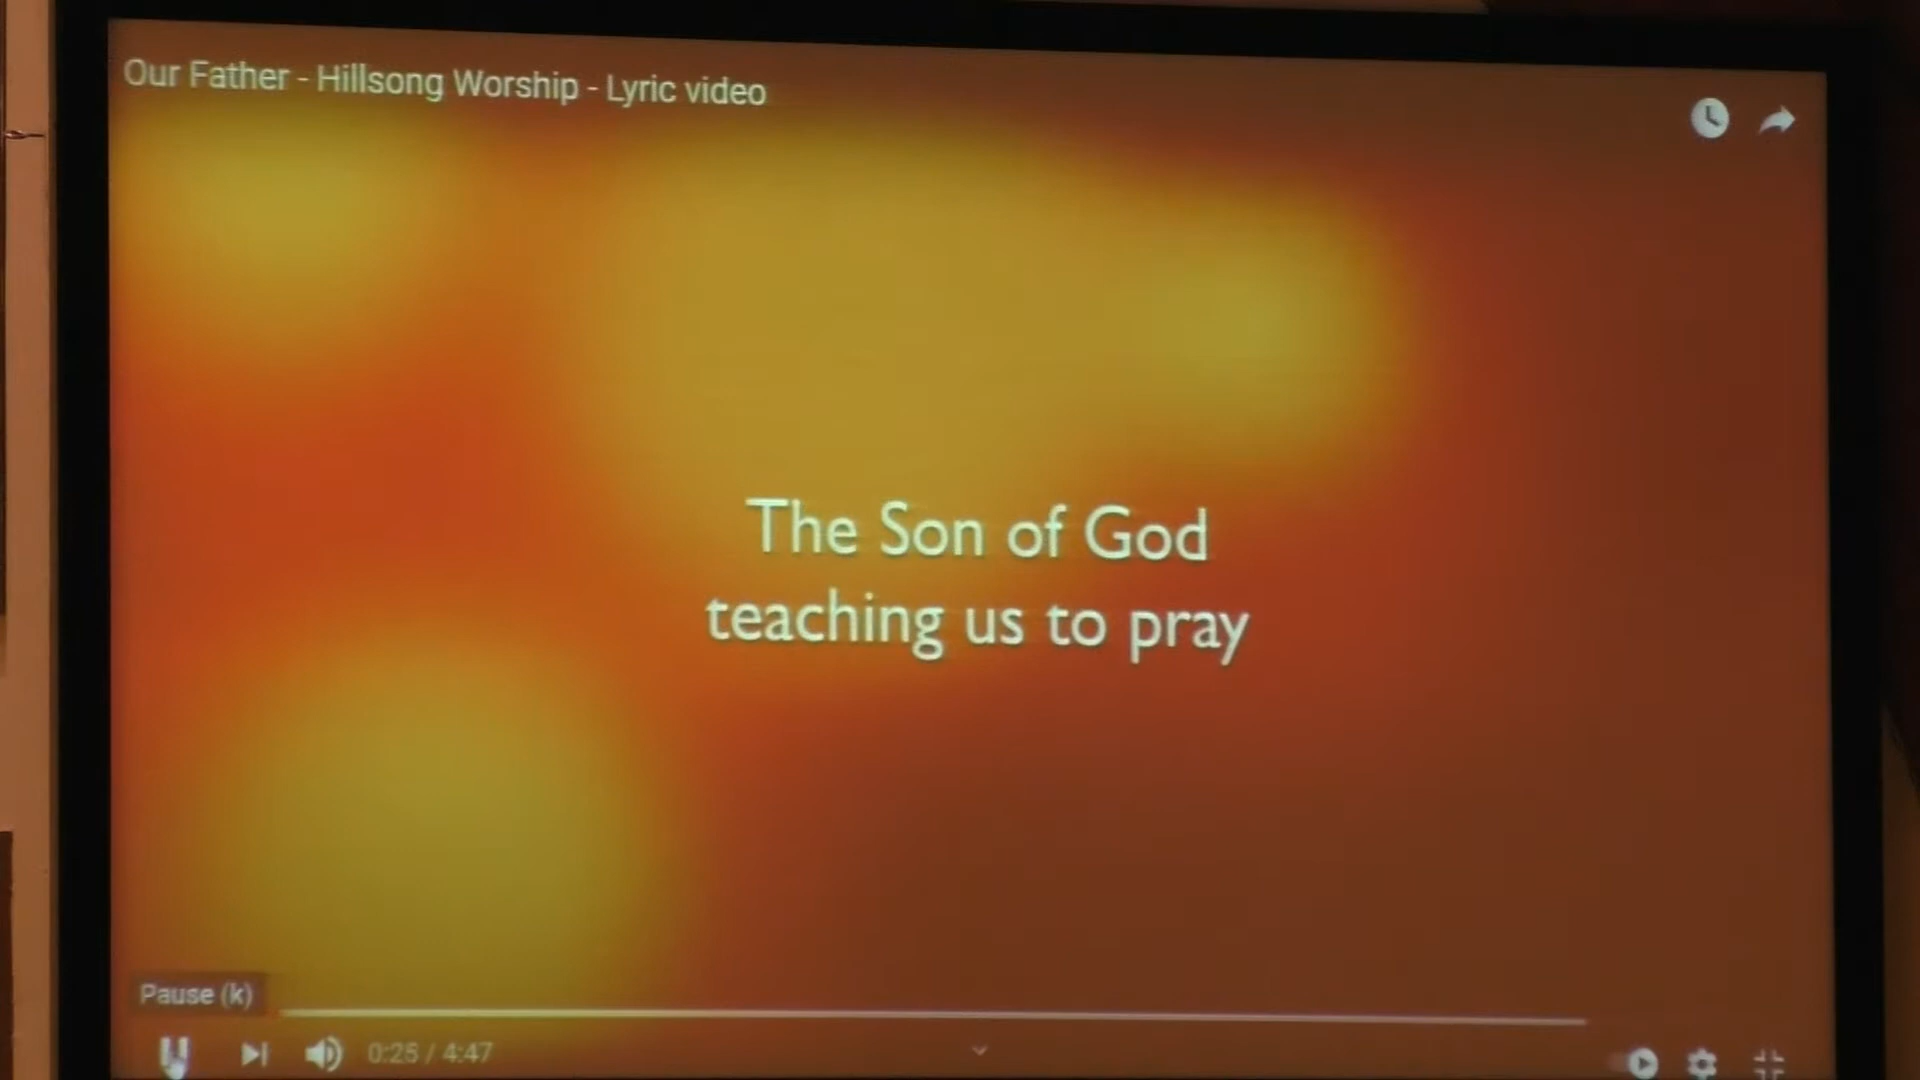 Our Father - Hillsong Worship - Lyric video
The Son of God
teaching us to pray
Pause (k)
0:25 / 4:47